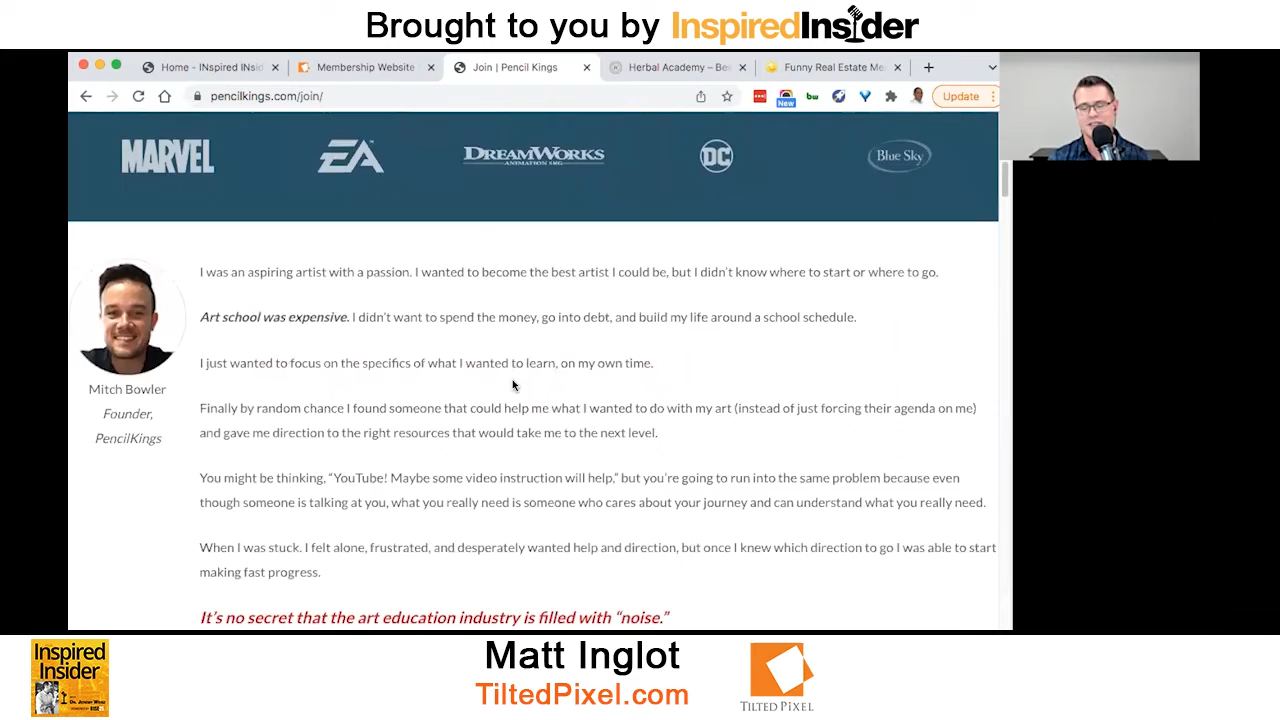 Brought to you by InspiredInsider
Home - INspired INsid
Membership Website
Join | Pencil Kings
Herbal Academy – Be
Funny Real Estate Me
pencilkings.com/join/
New
bw
Update
MARVEL
EA
DREAMWORKS
ANIMATION SKG
DC
Blue Sky
I was an aspiring artist with a passion. I wanted to become the best artist I could be, but I didn't know where to start or where to go.
Art school was expensive. I didn't want to spend the money, go into debt, and build my life around a school schedule.
I just wanted to focus on the specifics of what I wanted to learn, on my own time.
Mitch Bowler
Founder,
PencilKings
Finally by random chance I found someone that could help me what I wanted to do with my art (instead of just forcing their agenda on me)
and gave me direction to the right resources that would take me to the next level.
You might be thinking, “YouTube! Maybe some video instruction will help,” but you're going to run into the same problem because even
though someone is talking at you, what you really need is someone who cares about your journey and can understand what you really need.
When I was stuck. I felt alone, frustrated, and desperately wanted help and direction, but once I knew which direction to go I was able to start
making fast progress.
It's no secret that the art education industry is filled with “noise.”
Inspired
Insider
Matt Inglot
TiltedPixel.com
TILTED PIXEL